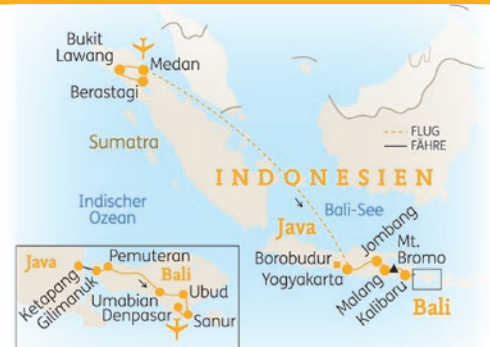 Bukit
Lawang
Medan
Berastagi
Sumatra
FLUG
FÄHRE
INDONESIEN
Indischer
Ozean
Bali-See
Java
Jombang
Borobudur
Mt.
Bromo
Yogyakarta
Malang
Kalibaru
Bali
Java
Pemuteran
Bali
Ketapang
Gilimanuk
Umabian
Ubud
Denpasar
Sanur